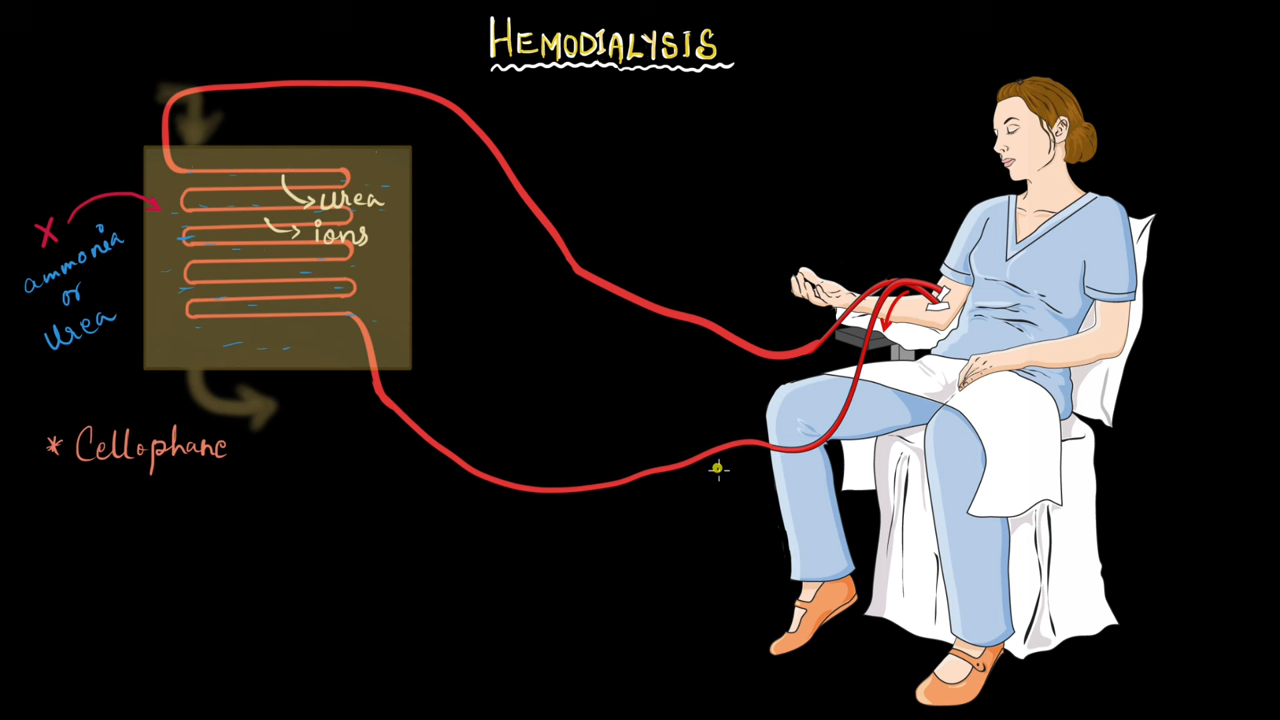 HEMODIALYSIS
urea
ions
X
ammonia
or
urea
* Cellophane